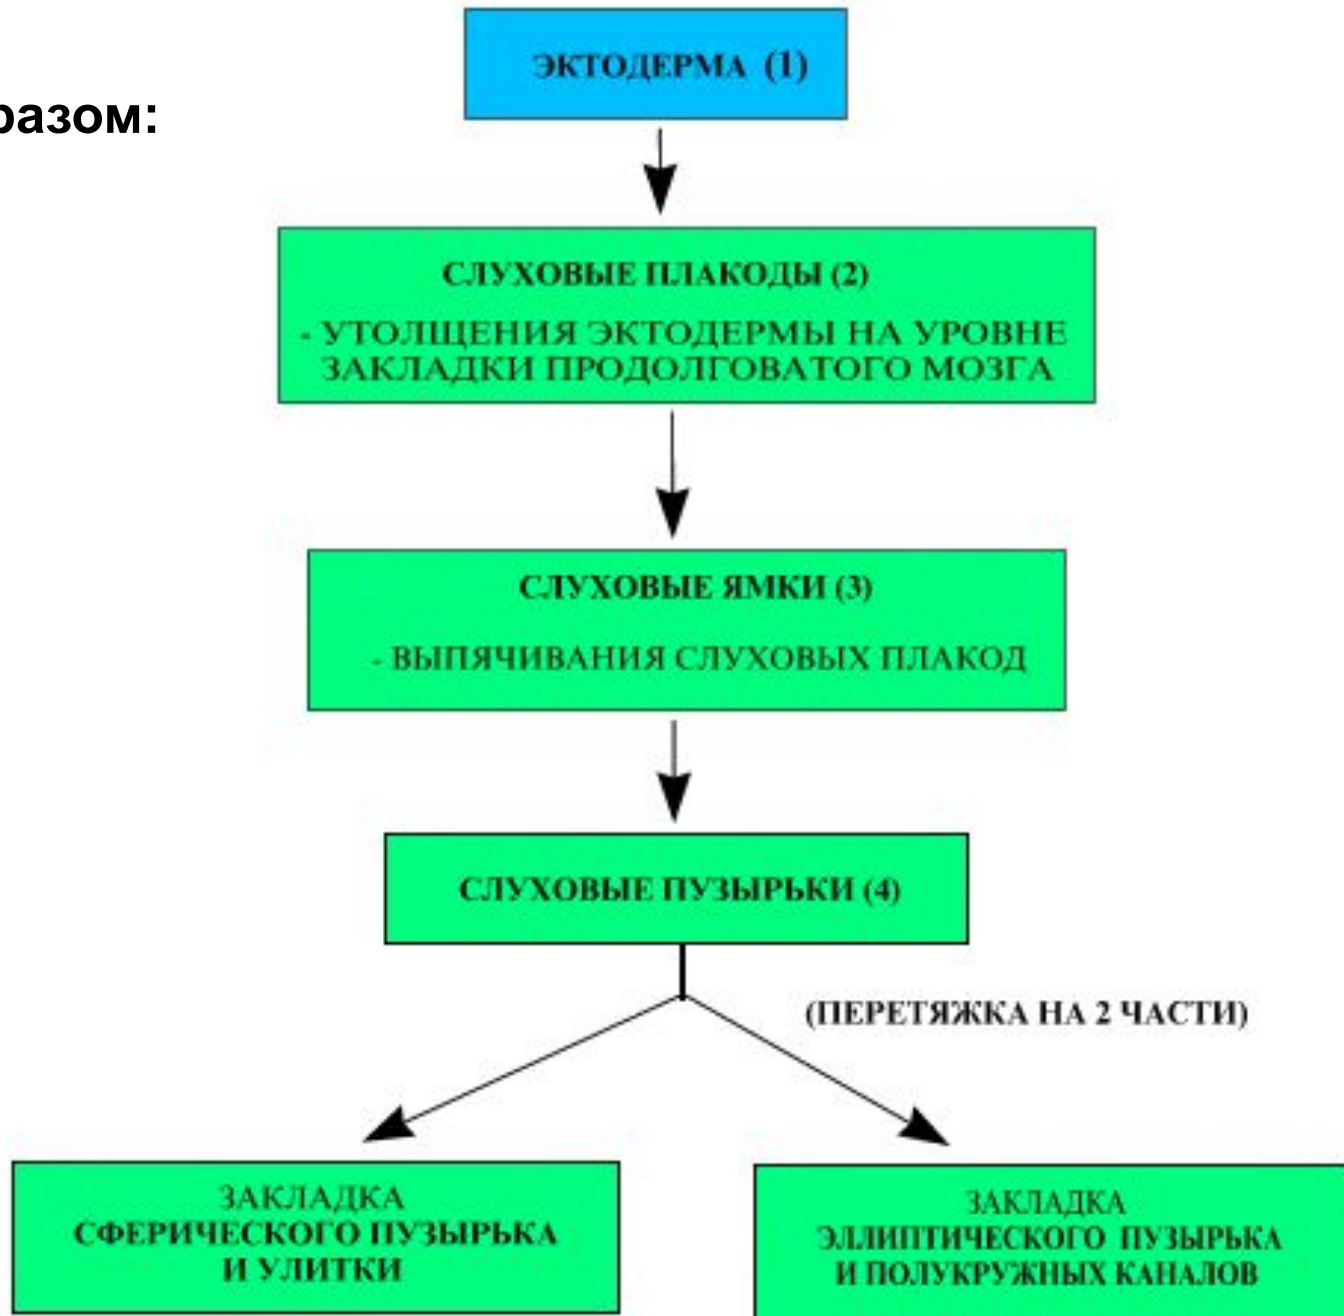 ЭКТОДЕРМА (1)
разом:
СЛУХОВЫЕ ПЛАКОДЫ (2)
- УТОЛЩЕНИЯ ЭКТОДЕРМЫ НА УРОВНЕ
ЗАКЛАДКИ ПРОДОЛГОВАТОГО МОЗГА
СЛУХОВЫЕ ЯМКИ (3)
- ВЫПЯЧИВАНИЯ СЛУХОВЫХ ПЛАКОД
СЛУХОВЫЕ ПУЗЫРЬКИ (4)
(ПЕРЕТЯЖКА НА 2 ЧАСТИ)
ЗАКЛАДКА
СФЕРИЧЕСКОГО ПУЗЫРЬКА
И УЛИТКИ
ЗАКЛАДКА
ЭЛЛИПТИЧЕСКОГО ПУЗЫРЬКА
И ПОЛУКРУЖНЫХ КАНАЛОВ